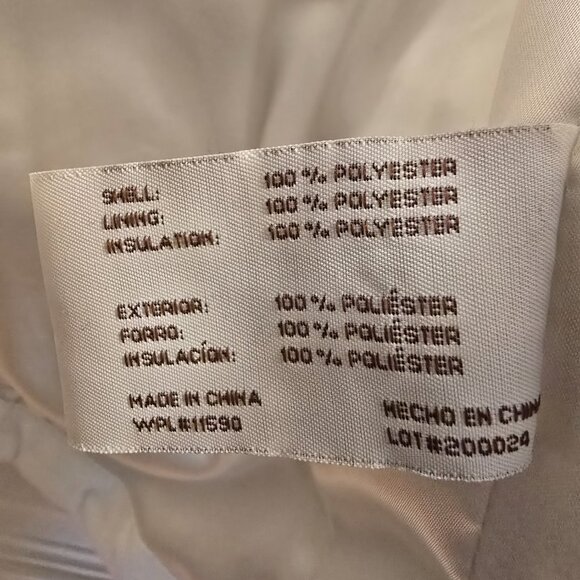 SHELL: 100 % POLYESTER
LINING: 100 % POLYESTER
INSULATION: 100 % POLYESTER
EXTERIOR: 100 % POLIÉSTER
FORRO: 100 % POLIÉSTER
INSULACÍON: 100 % POLIÉSTER
MADE IN CHINA HECHO EN CHINA
WPL#11590 LOT#200024